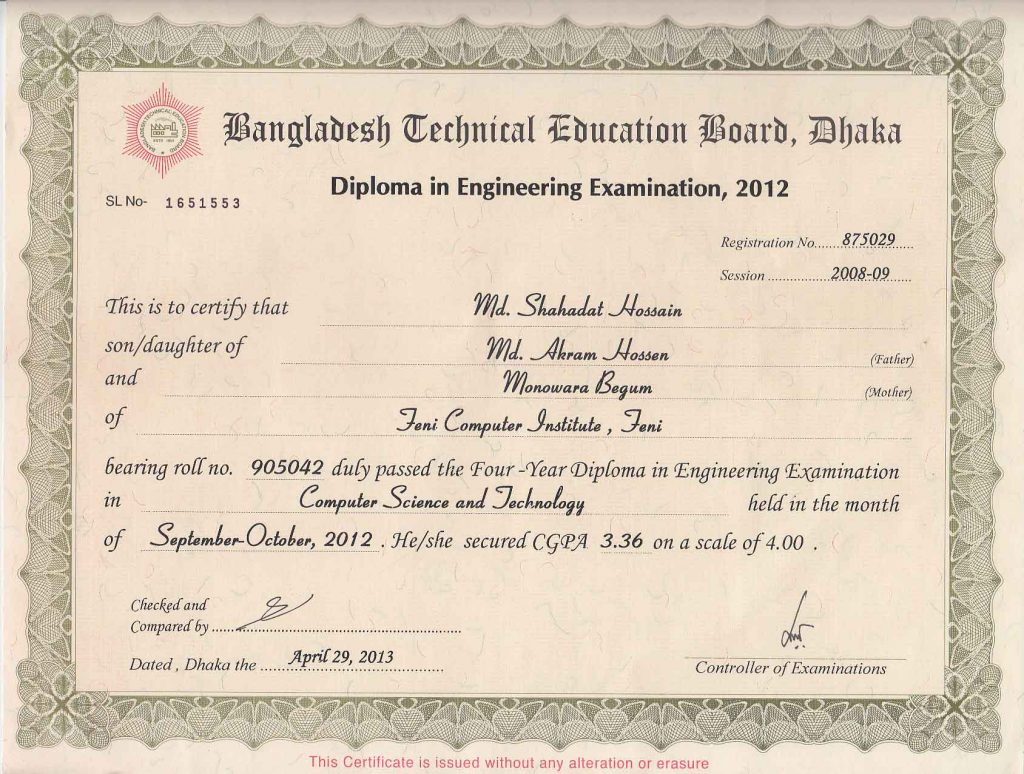 Bangladesh Technical Education Board, Dhaka
Diploma in Engineering Examination, 2012
SL No- 1651553
Registration No. 875029
Session 2008-09
This is to certify that Md. Shahadat Hossain
son/daughter of Md. Akram Hossen (Father)
and Monowara Begum (Mother)
of Feni Computer Institute , Feni
bearing roll no. 905042 duly passed the Four -Year Diploma in Engineering Examination
in Computer Science and Technology held in the month
of September-October, 2012 . He/she secured CGPA 3.36 on a scale of 4.00 .
Checked and
Compared by
Dated , Dhaka the April 29, 2013
Controller of Examinations
This Certificate is issued without any alteration or erasure